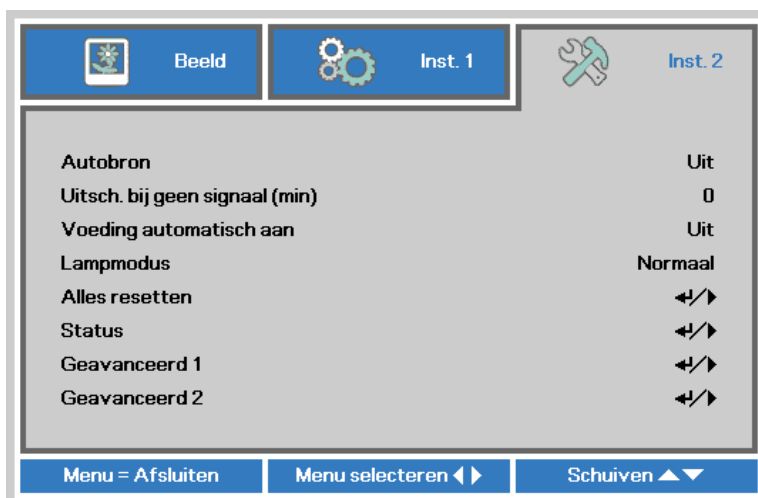 Beeld Inst. 1 Inst. 2
Autobron Uit
Uitsch. bij geen signaal (min) 0
Voeding automatisch aan Uit
Lampmodus Normaal
Alles resetten
Status
Geavanceerd 1
Geavanceerd 2
Menu = Afsluiten Menu selecteren Schuiven